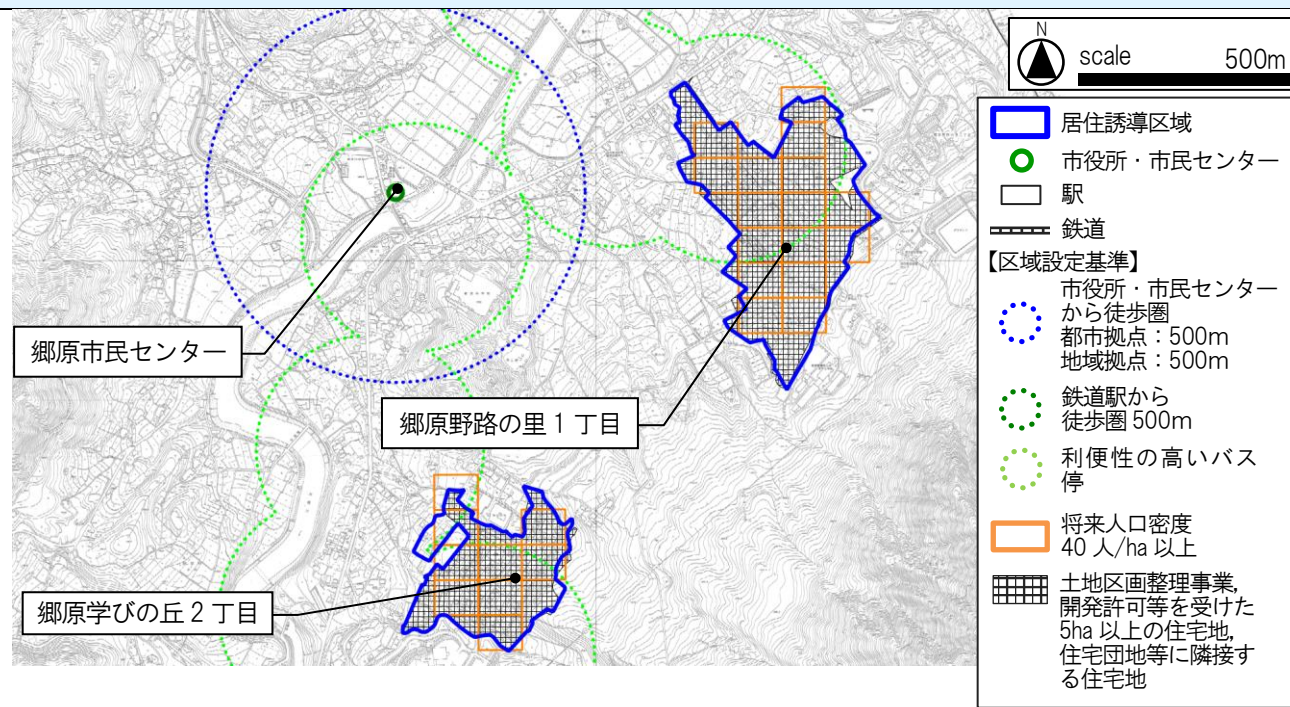 N
scale 500m
居住誘導区域
市役所・市民センター
駅
鉄道
【区域設定基準】
市役所・市民センター
から徒歩圏
都市拠点：500m
地域拠点：500m
鉄道駅から
徒歩圏 500m
利便性の高いバス
停
将来人口密度
40 人/ha 以上
土地区画整理事業,
開発許可等を受けた
5ha 以上の住宅地,
住宅団地等に隣接す
る住宅地
郷原市民センター
郷原野路の里１丁目
郷原学びの丘２丁目